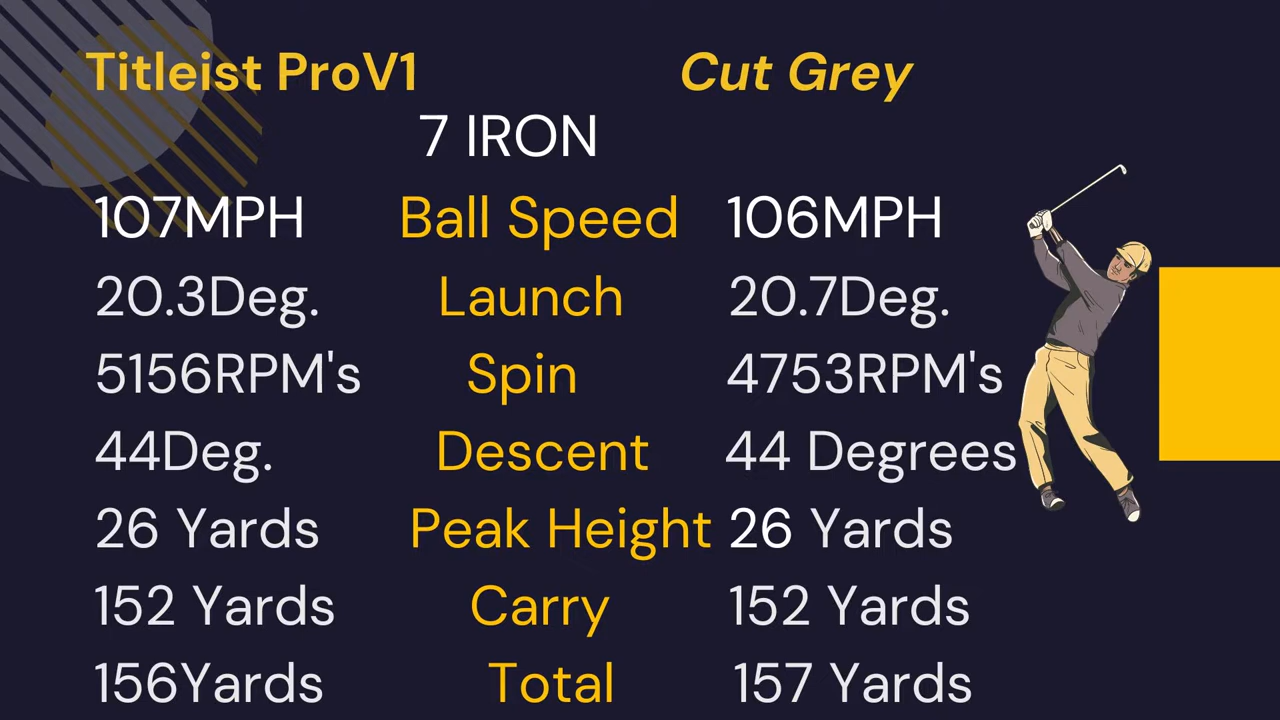 Titleist ProV1 Cut Grey
7 IRON
107MPH Ball Speed 106MPH
20.3Deg. Launch 20.7Deg.
5156RPM's Spin 4753RPM's
44Deg. Descent 44 Degrees
26 Yards Peak Height 26 Yards
152 Yards Carry 152 Yards
156Yards Total 157 Yards